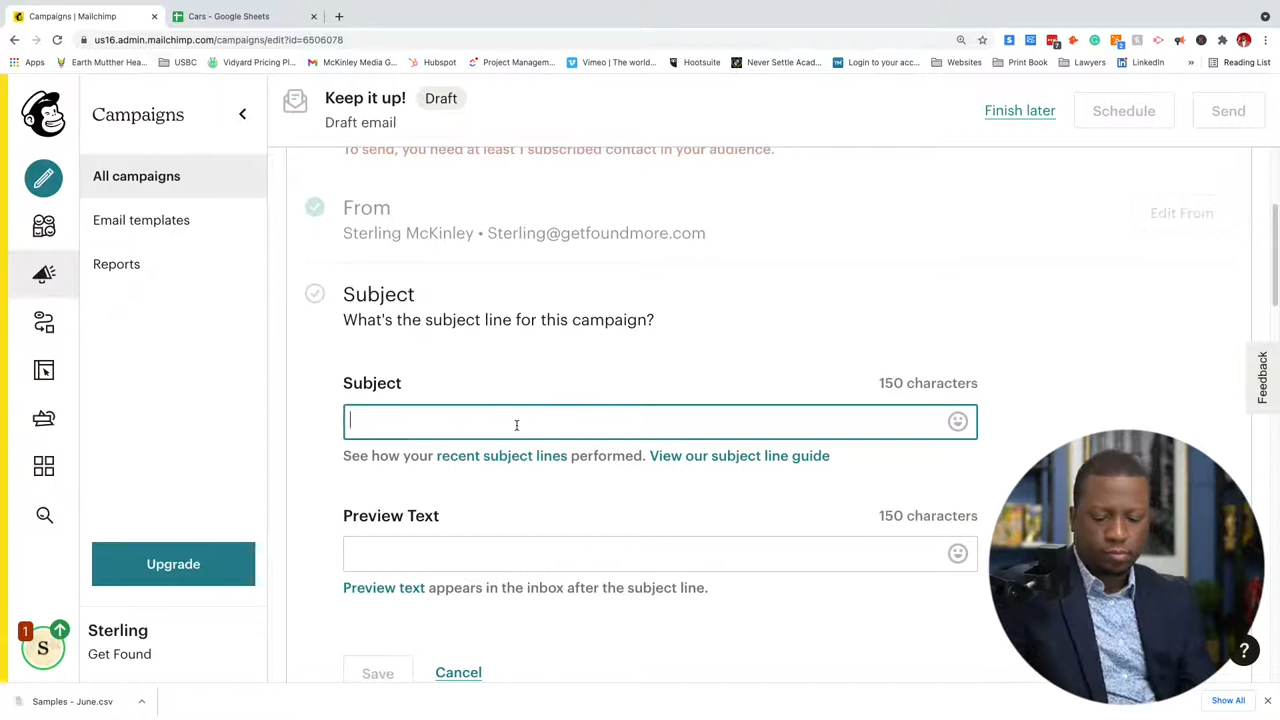 Campaigns | Mailchimp
Cars - Google Sheets
us16.admin.mailchimp.com/campaigns/edit?id=6506078
Apps
Earth Mutther Hea...
USBC
Vidyard Pricing Pl...
McKinley Media G...
Hubspot
Project Managem...
Vimeo | The world...
Hootsuite
Never Settle Acad...
Login to your acc...
Websites
Print Book
Lawyers
LinkedIn
»
Reading List
Campaigns
Keep it up!
Draft
Draft email
Finish later
Schedule
Send
All campaigns
Email templates
Reports
To send, you need at least 1 subscribed contact in your audience.
From
Sterling McKinley • Sterling@getfoundmore.com
Edit From
Subject
What's the subject line for this campaign?
Subject
150 characters
See how your recent subject lines performed. View our subject line guide
Preview Text
150 characters
Preview text appears in the inbox after the subject line.
Save
Cancel
Feedback
Upgrade
1
S
Sterling
Get Found
?
Samples - June.csv
Show All